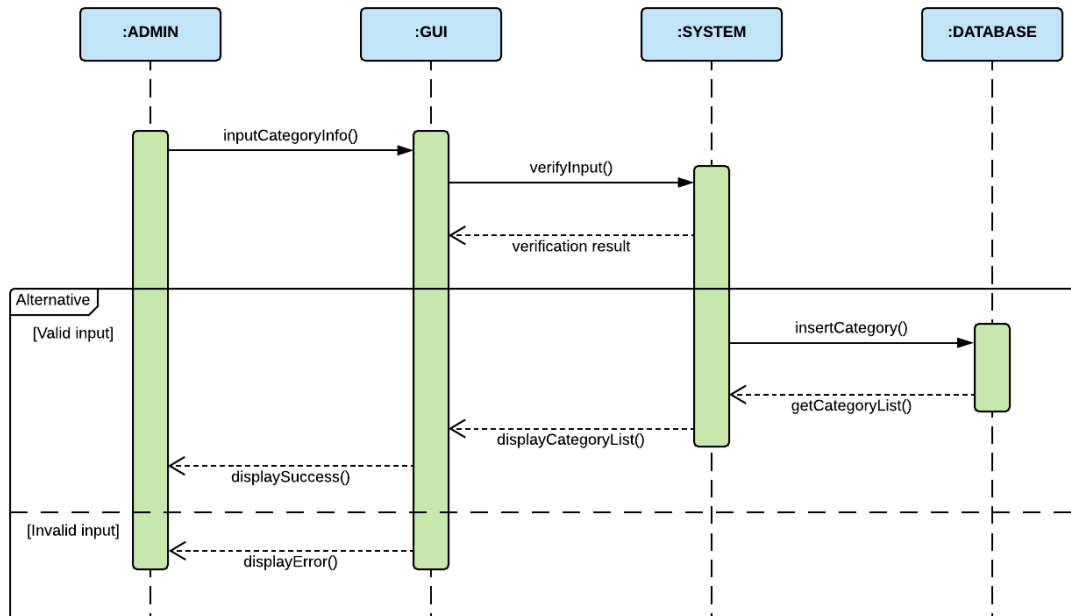 :ADMIN
:GUI
:SYSTEM
:DATABASE
inputCategoryInfo()
verifyInput()
verification result
Alternative
[Valid input]
insertCategory()
getCategoryList()
displayCategoryList()
displaySuccess()
[Invalid input]
displayError()